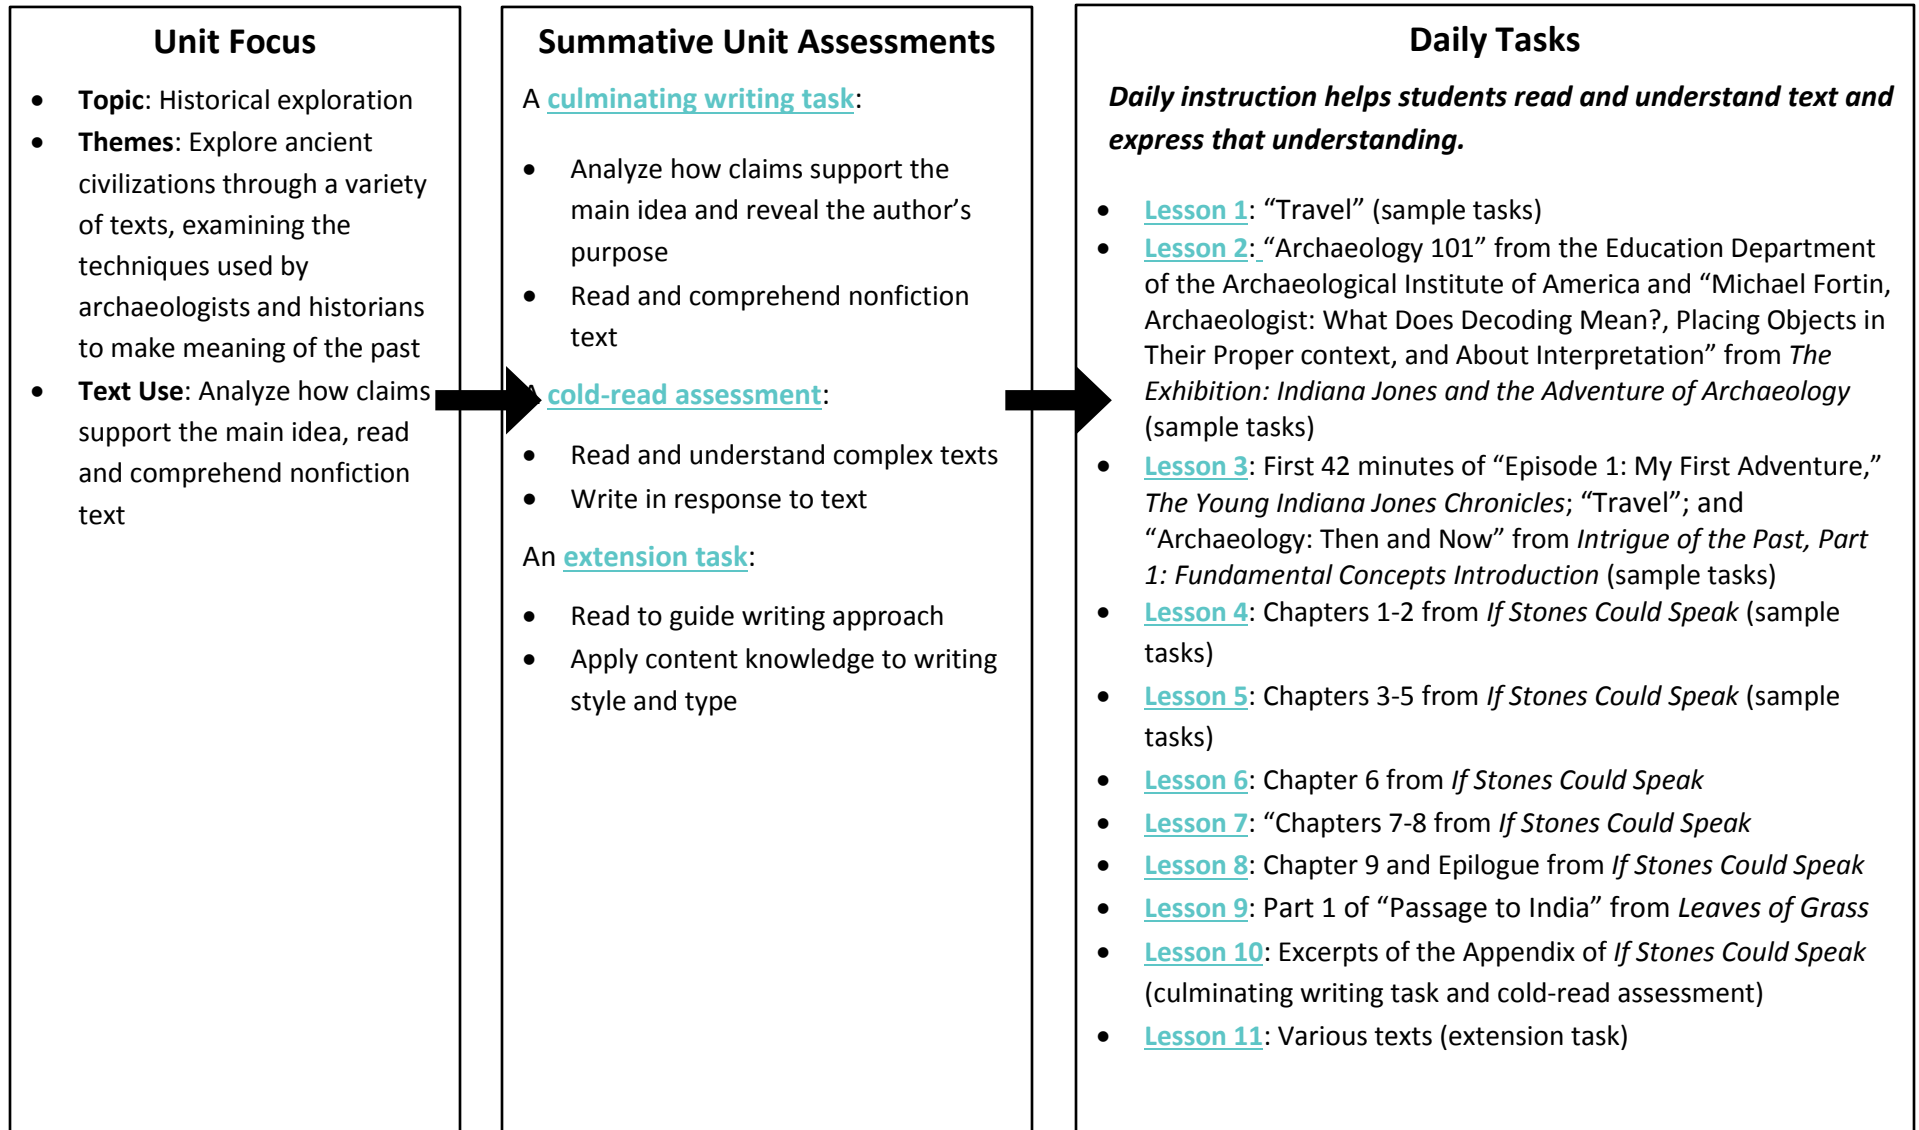 Unit Focus
• Topic: Historical exploration
• Themes: Explore ancient
civilizations through a variety
of texts, examining the
techniques used by
archaeologists and historians
to make meaning of the past
• Text Use: Analyze how claims
support the main idea, read
and comprehend nonfiction
text
Summative Unit Assessments
A culminating writing task:
• Analyze how claims support the
main idea and reveal the author’s
purpose
• Read and comprehend nonfiction
text
A cold-read assessment:
• Read and understand complex texts
• Write in response to text
An extension task:
• Read to guide writing approach
• Apply content knowledge to writing
style and type
Daily Tasks
Daily instruction helps students read and understand text and
express that understanding.
• Lesson 1: “Travel” (sample tasks)
• Lesson 2: “Archaeology 101” from the Education Department
of the Archaeological Institute of America and “Michael Fortin,
Archaeologist: What Does Decoding Mean?, Placing Objects in
Their Proper context, and About Interpretation” from The
Exhibition: Indiana Jones and the Adventure of Archaeology
(sample tasks)
• Lesson 3: First 42 minutes of “Episode 1: My First Adventure,”
The Young Indiana Jones Chronicles; “Travel”; and
“Archaeology: Then and Now” from Intrigue of the Past, Part
1: Fundamental Concepts Introduction (sample tasks)
• Lesson 4: Chapters 1-2 from If Stones Could Speak (sample
tasks)
• Lesson 5: Chapters 3-5 from If Stones Could Speak (sample
tasks)
• Lesson 6: Chapter 6 from If Stones Could Speak
• Lesson 7: “Chapters 7-8 from If Stones Could Speak
• Lesson 8: Chapter 9 and Epilogue from If Stones Could Speak
• Lesson 9: Part 1 of “Passage to India” from Leaves of Grass
• Lesson 10: Excerpts of the Appendix of If Stones Could Speak
(culminating writing task and cold-read assessment)
• Lesson 11: Various texts (extension task)